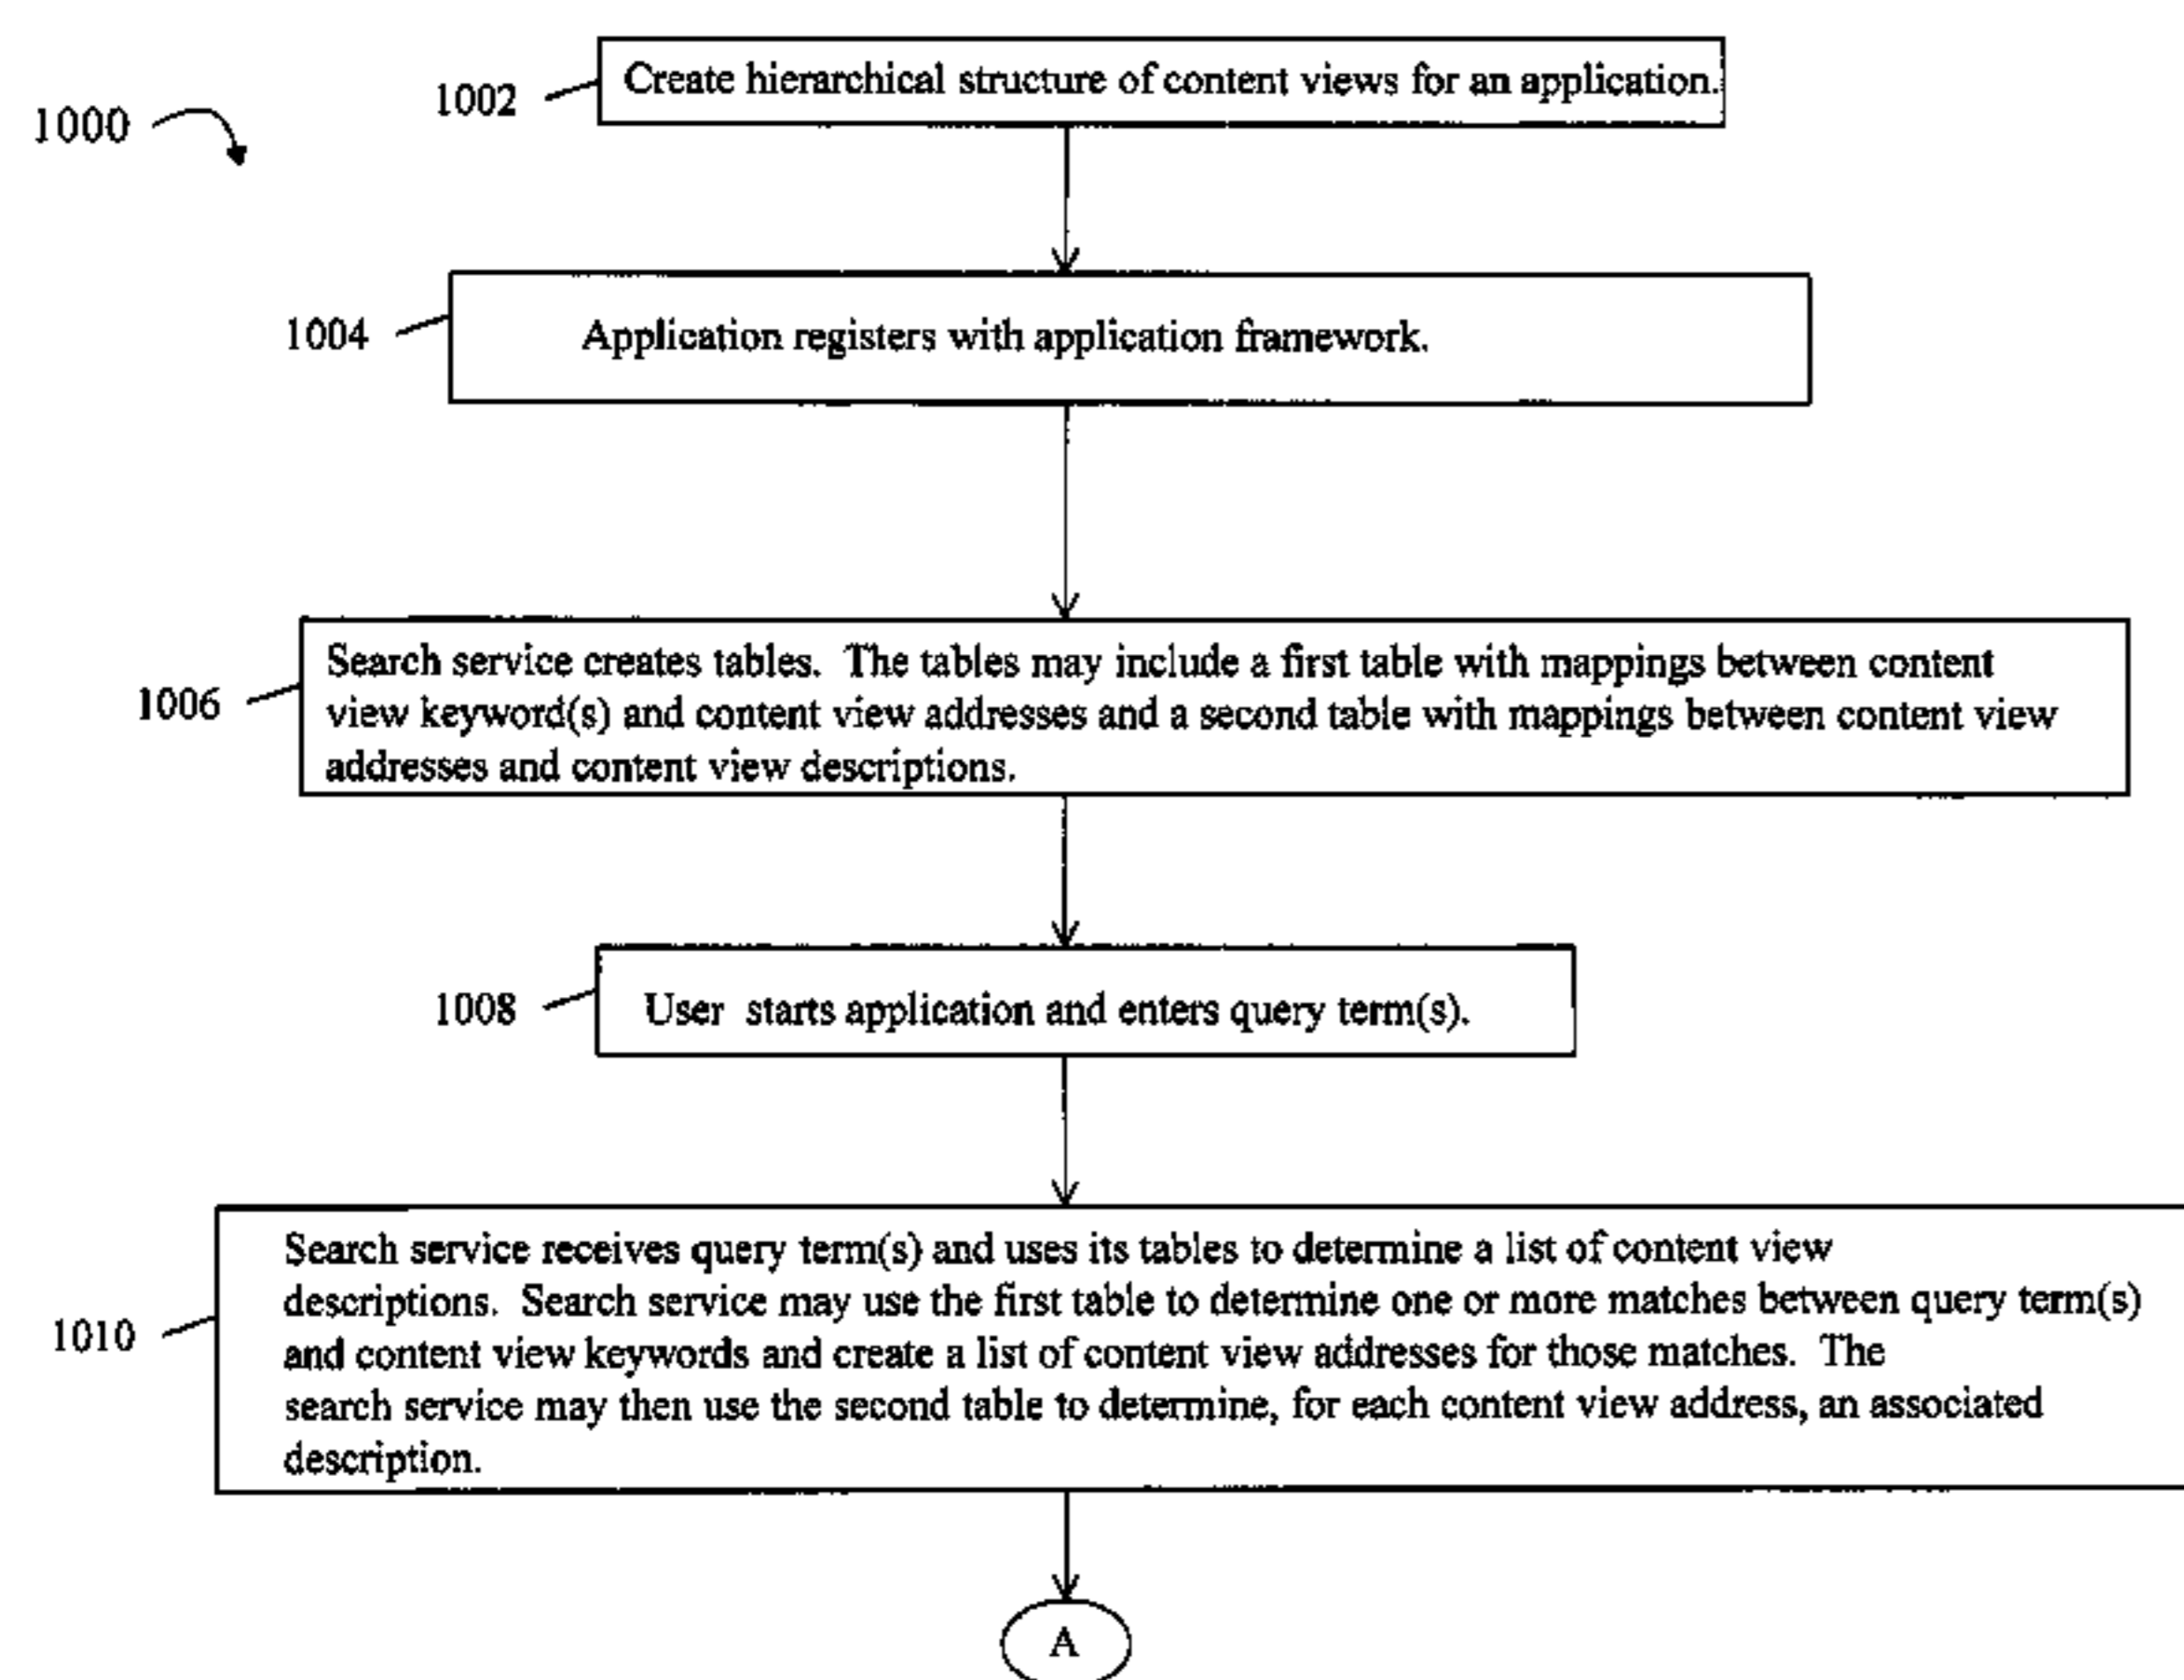 1000
1002
Create hierarchical structure of content views for an application.
1004
Application registers with application framework.
1006
Search service creates tables. The tables may include a first table with mappings between content
view keyword(s) and content view addresses and a second table with mappings between content view
addresses and content view descriptions.
1008
User starts application and enters query term(s).
1010
Search service receives query term(s) and uses its tables to determine a list of content view
descriptions. Search service may use the first table to determine one or more matches between query term(s)
and content view keywords and create a list of content view addresses for those matches. The
search service may then use the second table to determine, for each content view address, an associated
description.
A